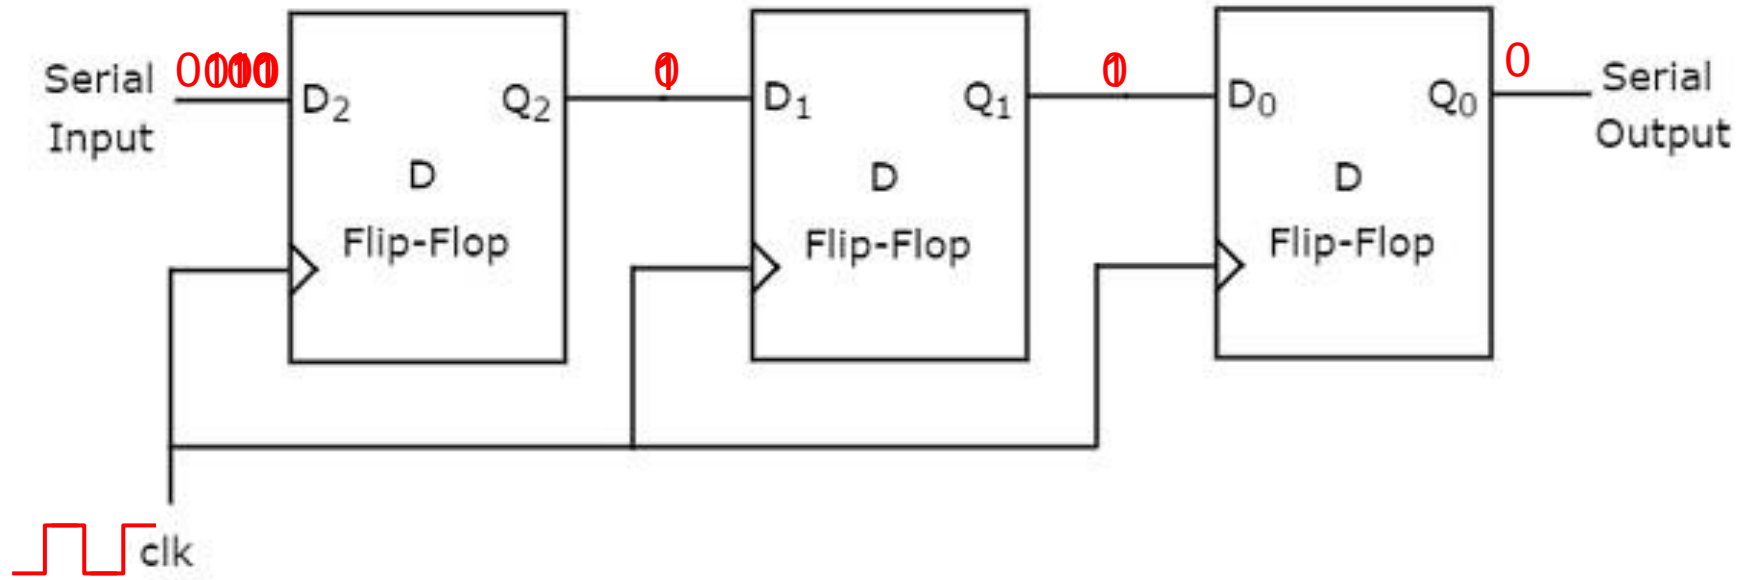 Serial
Input
D2
Q2
D
Flip-Flop
D1
Q1
D
Flip-Flop
D0
Q0
D
Flip-Flop
0
Serial
Output
clk